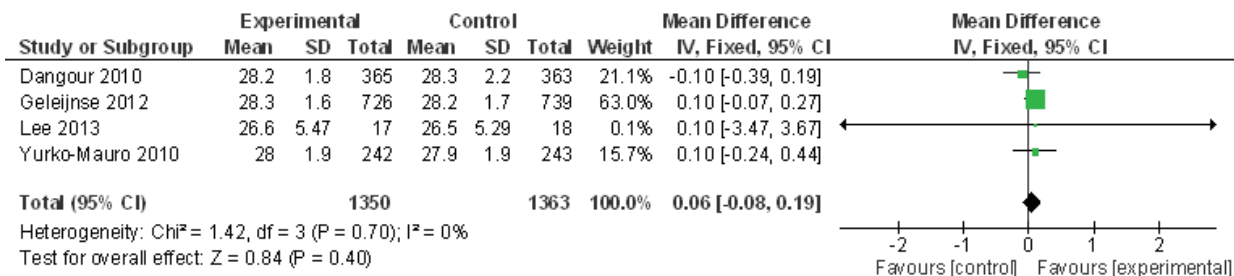 Experimental Control Mean Difference Mean Difference
Study or Subgroup Mean SD Total Mean SD Total Weight IV, Fixed, 95% CI IV, Fixed, 95% CI
Dangour 2010 28.2 1.8 365 28.3 2.2 363 21.1% -0.10 [-0.39, 0.19]
Geleijnse 2012 28.3 1.6 726 28.2 1.7 739 63.0% 0.10 [-0.07, 0.27]
Lee 2013 26.6 5.47 17 26.5 5.29 18 0.1% 0.10 [-3.47, 3.67]
Yurko-Mauro 2010 28 1.9 242 27.9 1.9 243 15.7% 0.10 [-0.24, 0.44]
Total (95% CI) 1350 1363 100.0% 0.06 [-0.08, 0.19]
Heterogeneity: Chi² = 1.42, df = 3 (P = 0.70); I² = 0%
Test for overall effect: Z = 0.84 (P = 0.40)
-2 -1 0 1 2
Favours [control] Favours [experimental]